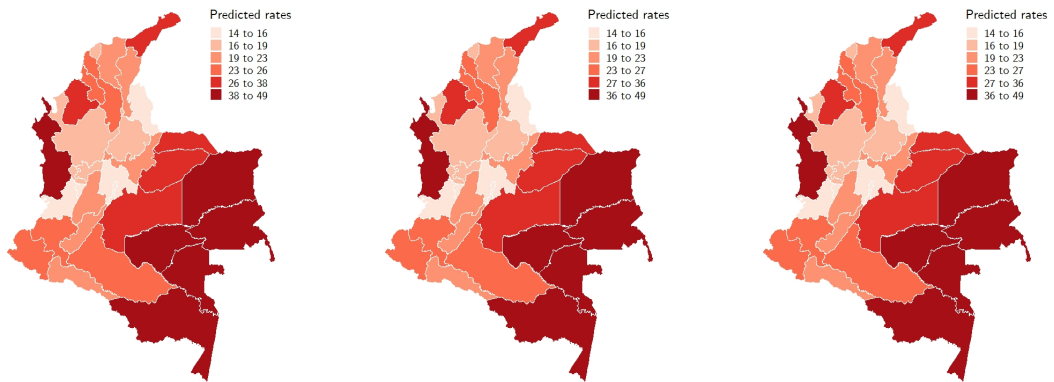 Predicted rates
14 to 16
16 to 19
19 to 23
23 to 26
26 to 38
38 to 49
Predicted rates
14 to 16
16 to 19
19 to 23
23 to 27
27 to 36
36 to 49
Predicted rates
14 to 16
16 to 19
19 to 23
23 to 27
27 to 36
36 to 49